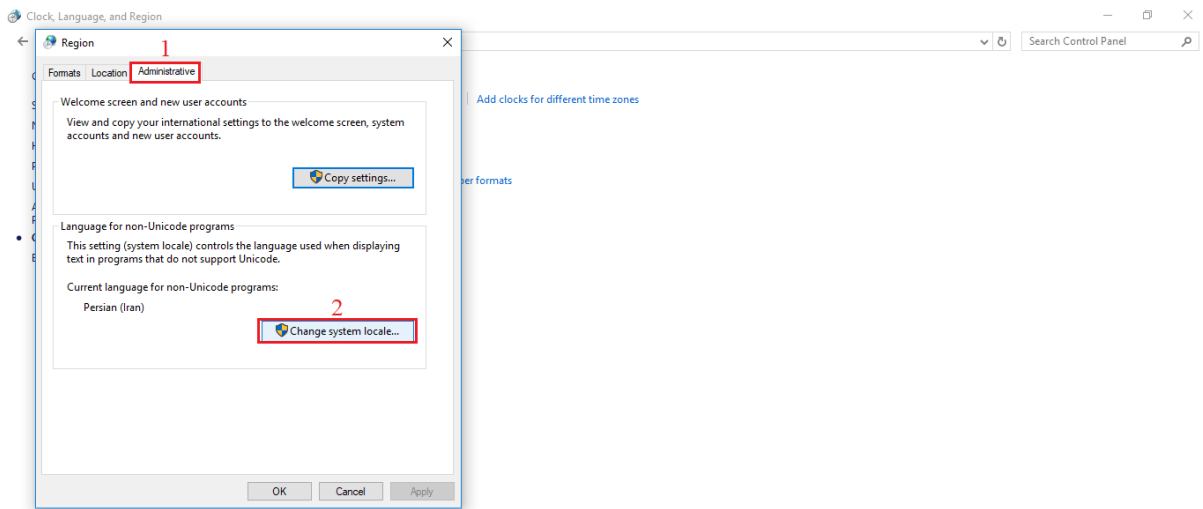 Clock, Language, and Region
Search Control Panel
Region
1
Formats
Location
Administrative
Welcome screen and new user accounts
View and copy your international settings to the welcome screen, system
accounts and new user accounts.
Copy settings...
Language for non-Unicode programs
This setting (system locale) controls the language used when displaying
text in programs that do not support Unicode.
Current language for non-Unicode programs:
Persian (Iran)
2
Change system locale...
OK
Cancel
Apply
Add clocks for different time zones
formats